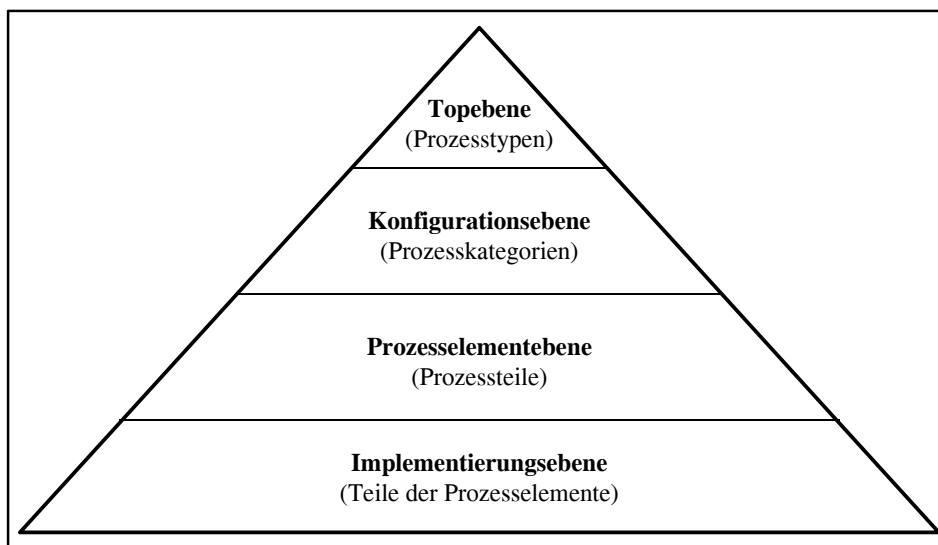 Topebene
(Prozesstypen)
Konfigurationsebene
(Prozesskategorien)
Prozesselementebene
(Prozessteile)
Implementierungsebene
(Teile der Prozesselemente)